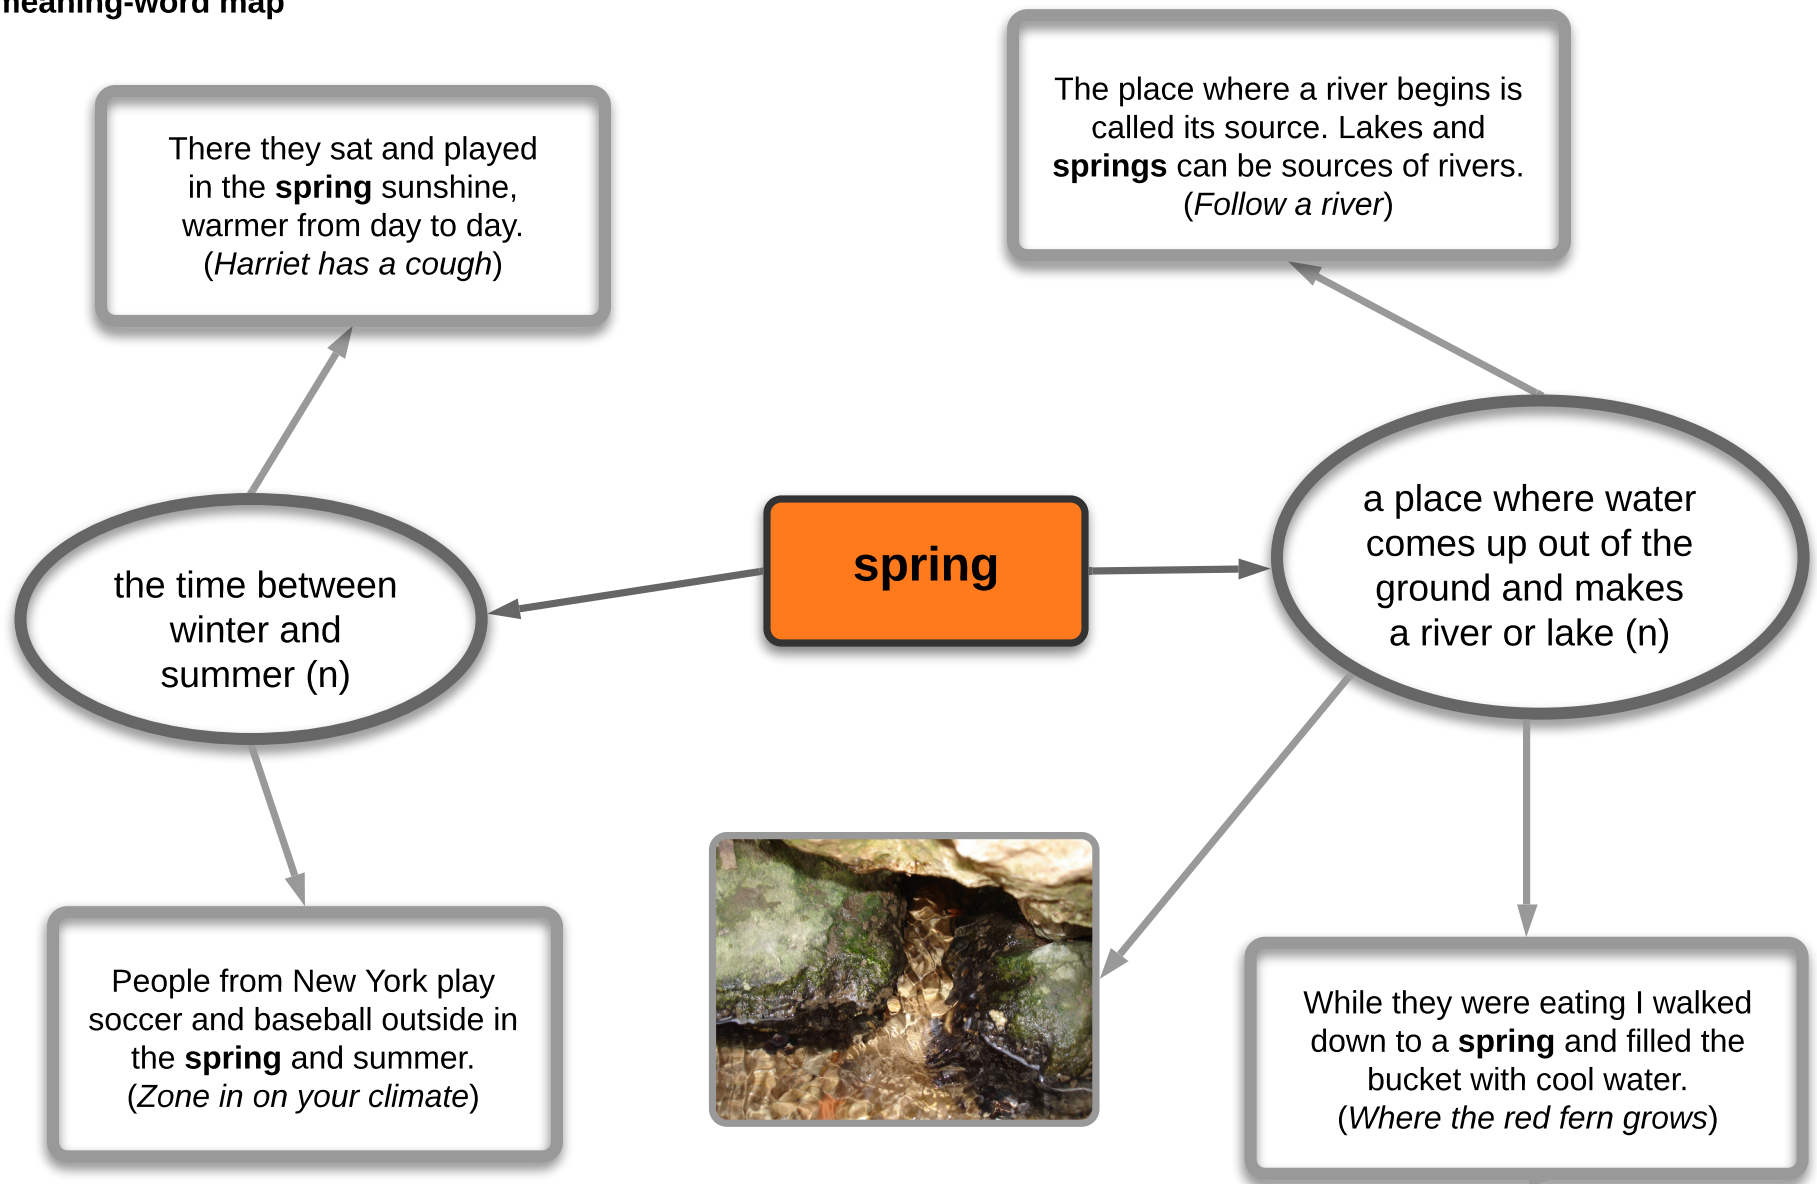 meaning-word map
There they sat and played
in the spring sunshine,
warmer from day to day.
(Harriet has a cough)
The place where a river begins is
called its source. Lakes and
springs can be sources of rivers.
(Follow a river)
the time between
winter and
summer (n)
spring
a place where water
comes up out of the
ground and makes
a river or lake (n)
People from New York play
soccer and baseball outside in
the spring and summer.
(Zone in on your climate)
While they were eating I walked
down to a spring and filled the
bucket with cool water.
(Where the red fern grows)